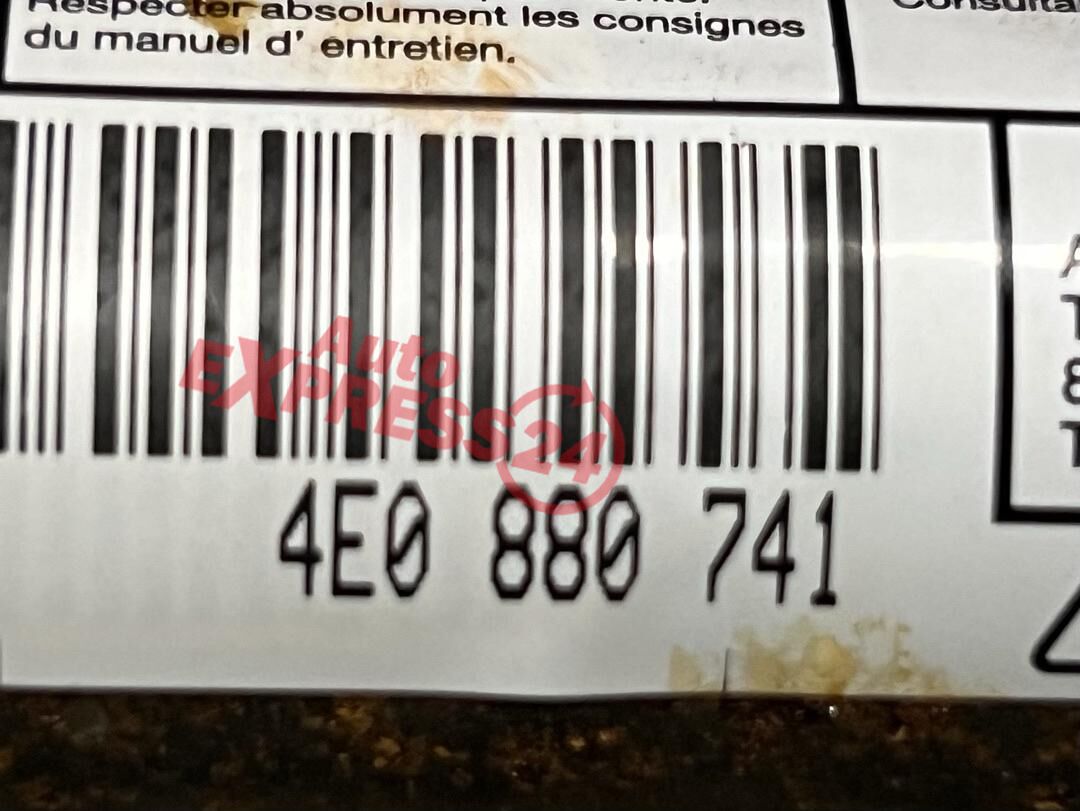 Respecter absolument les consignes
du manuel d' entretien.
Auto
EXPRESS24
4E0 880 741